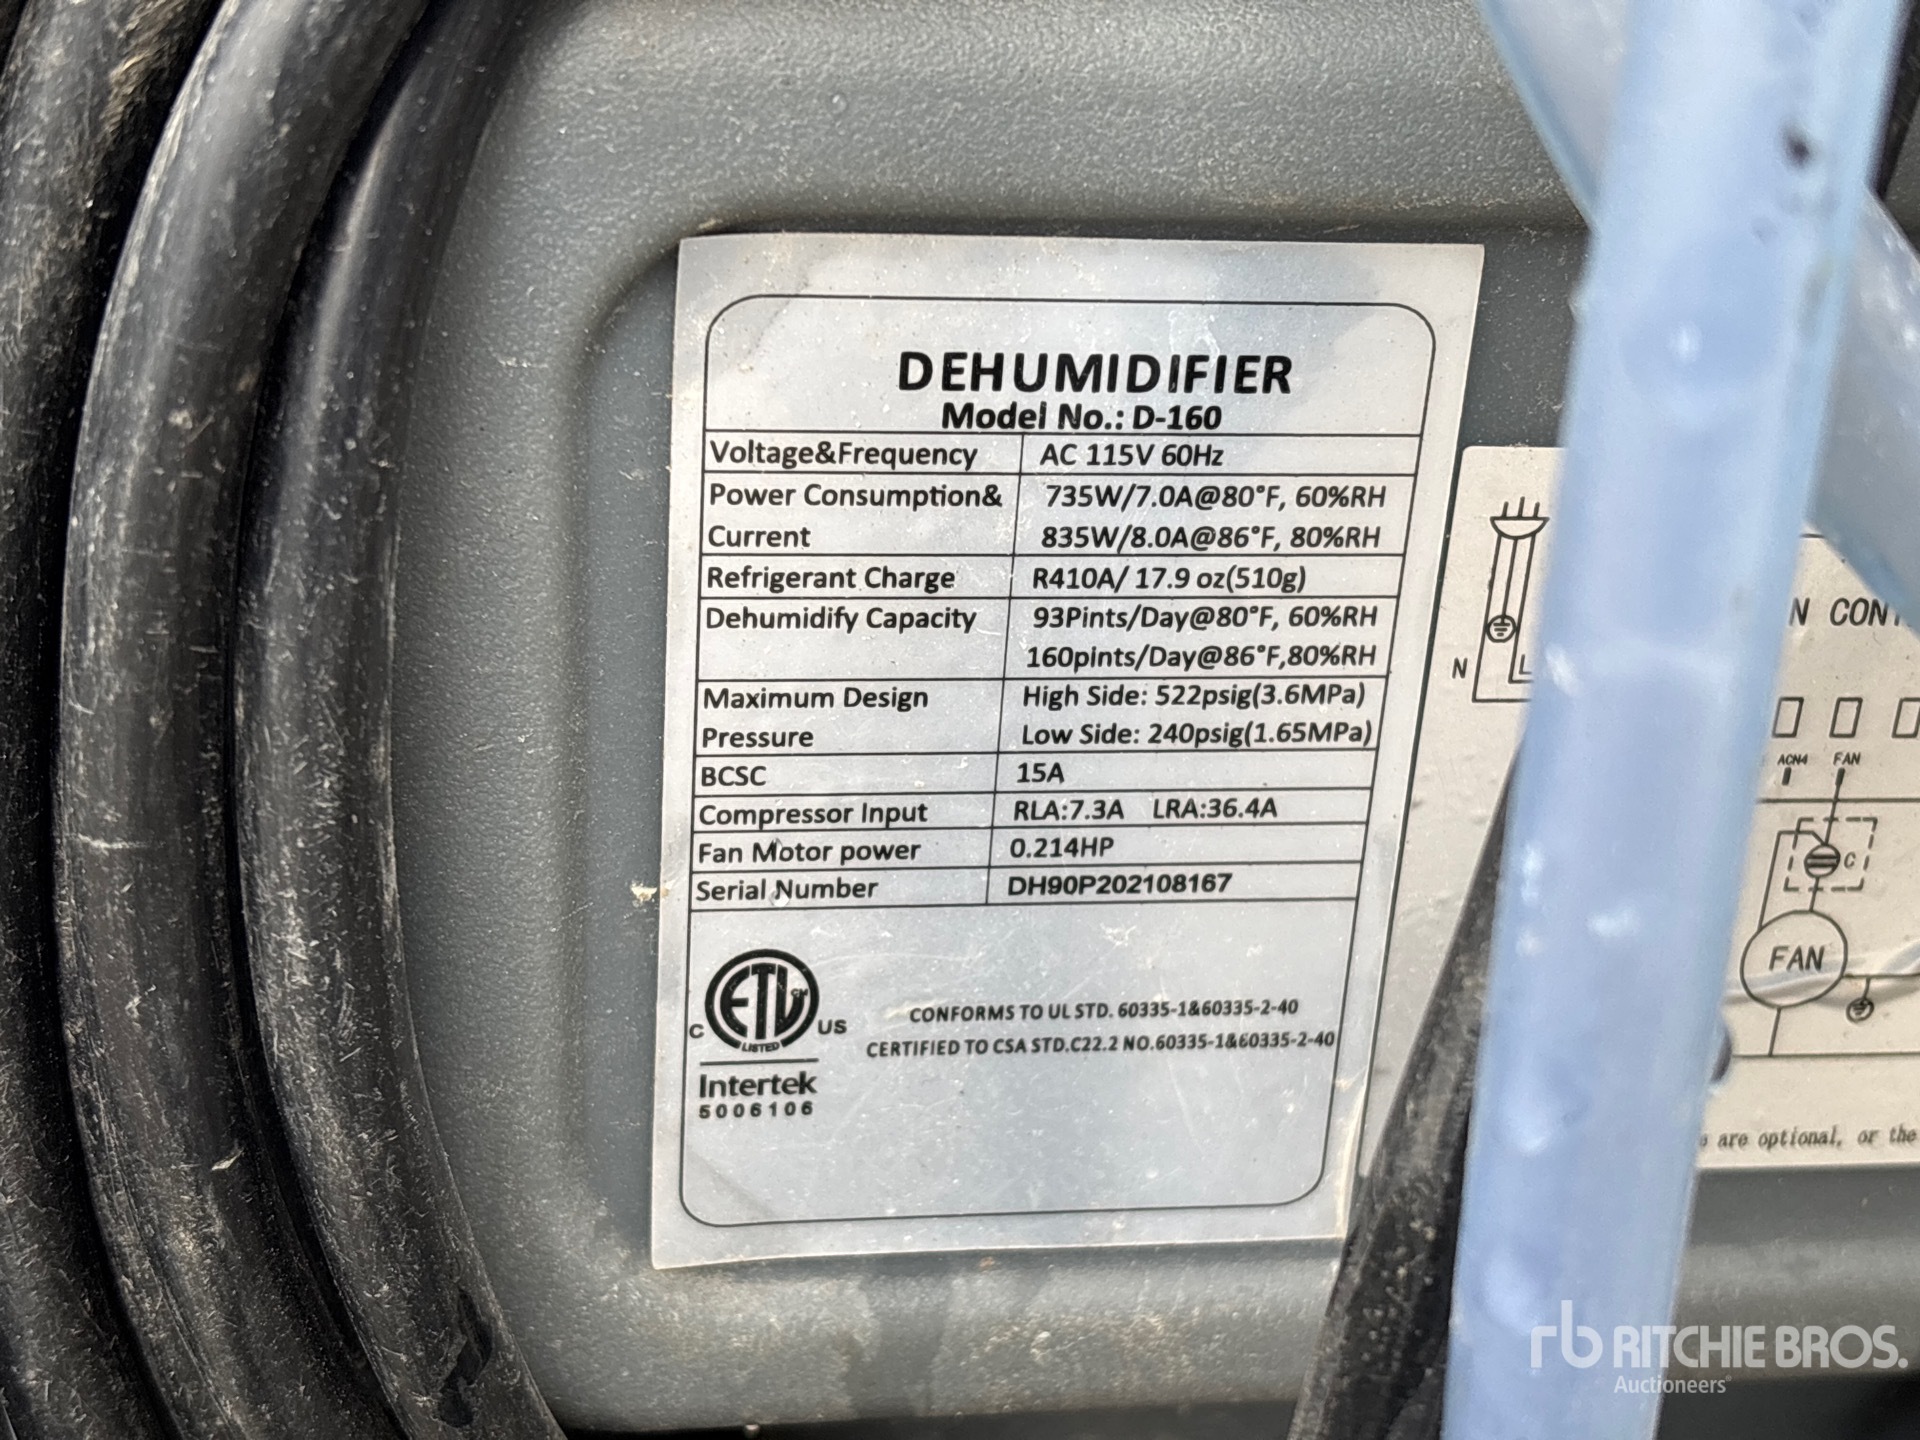 DEHUMIDIFIER
Model No.: D-160
Voltage&Frequency AC 115V 60Hz
Power Consumption& 735W/7.0A@80°F, 60%RH
Current 835W/8.0A@86°F, 80%RH
Refrigerant Charge R410A/ 17.9 oz(510g)
Dehumidify Capacity 93Pints/Day@80°F, 60%RH
160pints/Day@86°F,80%RH
Maximum Design High Side: 522psig(3.6MPa)
Pressure Low Side: 240psig(1.65MPa)
BCSC 15A
Compressor Input RLA:7.3A LRA:36.4A
Fan Motor power 0.214HP
Serial Number DH90P202108167
ETL
LISTED
C US
Intertek
5006106
CONFORMS TO UL STD. 60335-1&60335-2-40
CERTIFIED TO CSA STD.C22.2 NO.60335-1&60335-2-40
N L
ACN4 FAN
C
FAN
are optional, or the
rb RITCHIE BROS.
Auctioneers